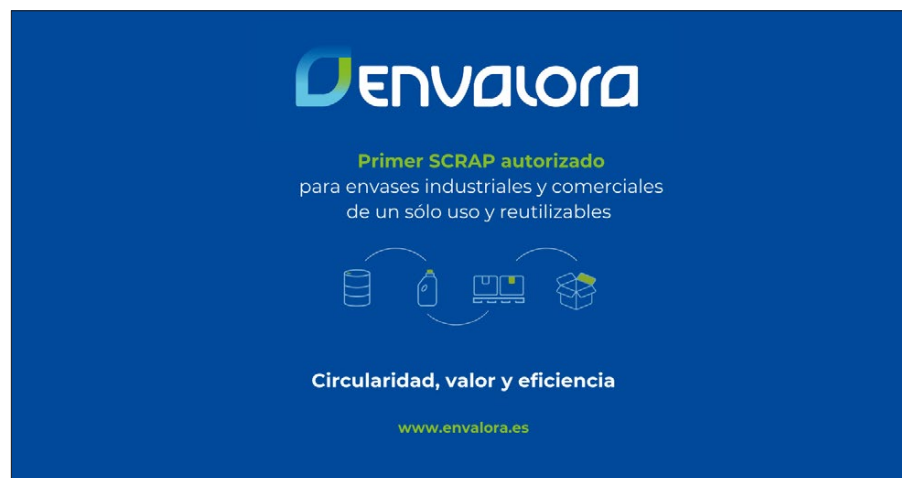 envalora
Primer SCRAP autorizado
para envases industriales y comerciales
de un sólo uso y reutilizables
Circularidad, valor y eficiencia
www.envalora.es